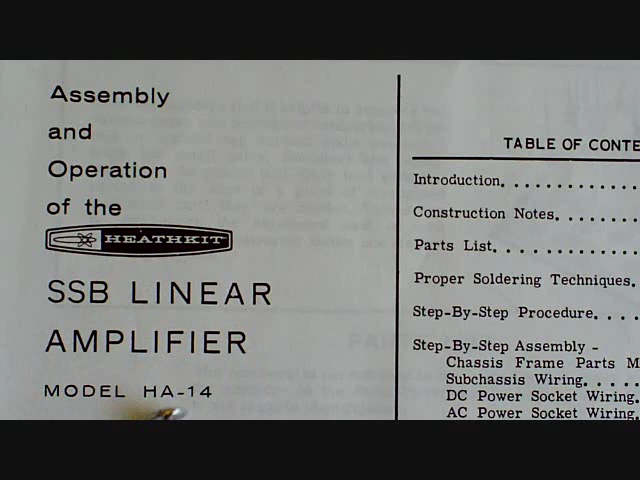 Assembly
and
Operation
of the
HEATHKIT
SSB LINEAR
AMPLIFIER
MODEL HA-14
TABLE OF CONTE
Introduction. . . . . . . . . . . .
Construction Notes. . . . . . .
Parts List. . . . . . . . . . . . .
Proper Soldering Techniques.
Step-By-Step Procedure. . . .
Step-By-Step Assembly -
Chassis Frame Parts M
Subchassis Wiring. . . . .
DC Power Socket Wiring.
AC Power Socket Wiring.